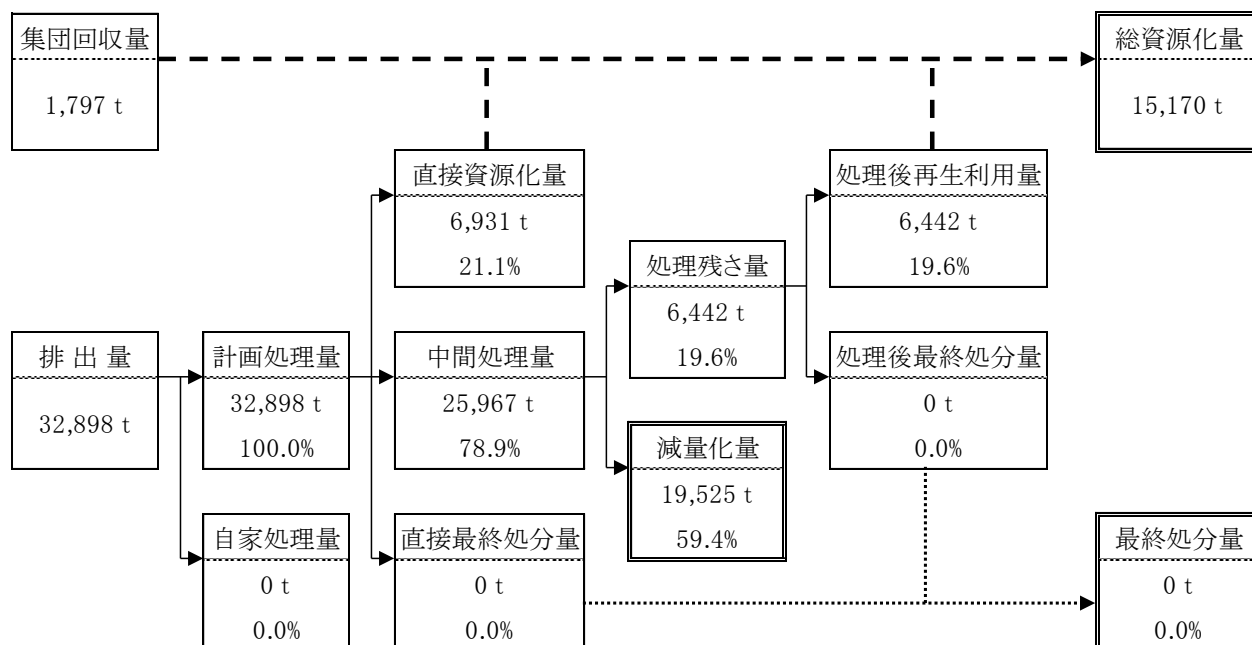 集団回収量
1,797 t
総資源化量
15,170 t
直接資源化量
6,931 t
21.1%
処理後再生利用量
6,442 t
19.6%
処理残さ量
6,442 t
19.6%
排 出 量
32,898 t
計画処理量
32,898 t
100.0%
中間処理量
25,967 t
78.9%
処理後最終処分量
0 t
0.0%
減量化量
19,525 t
59.4%
自家処理量
0 t
0.0%
直接最終処分量
0 t
0.0%
最終処分量
0 t
0.0%